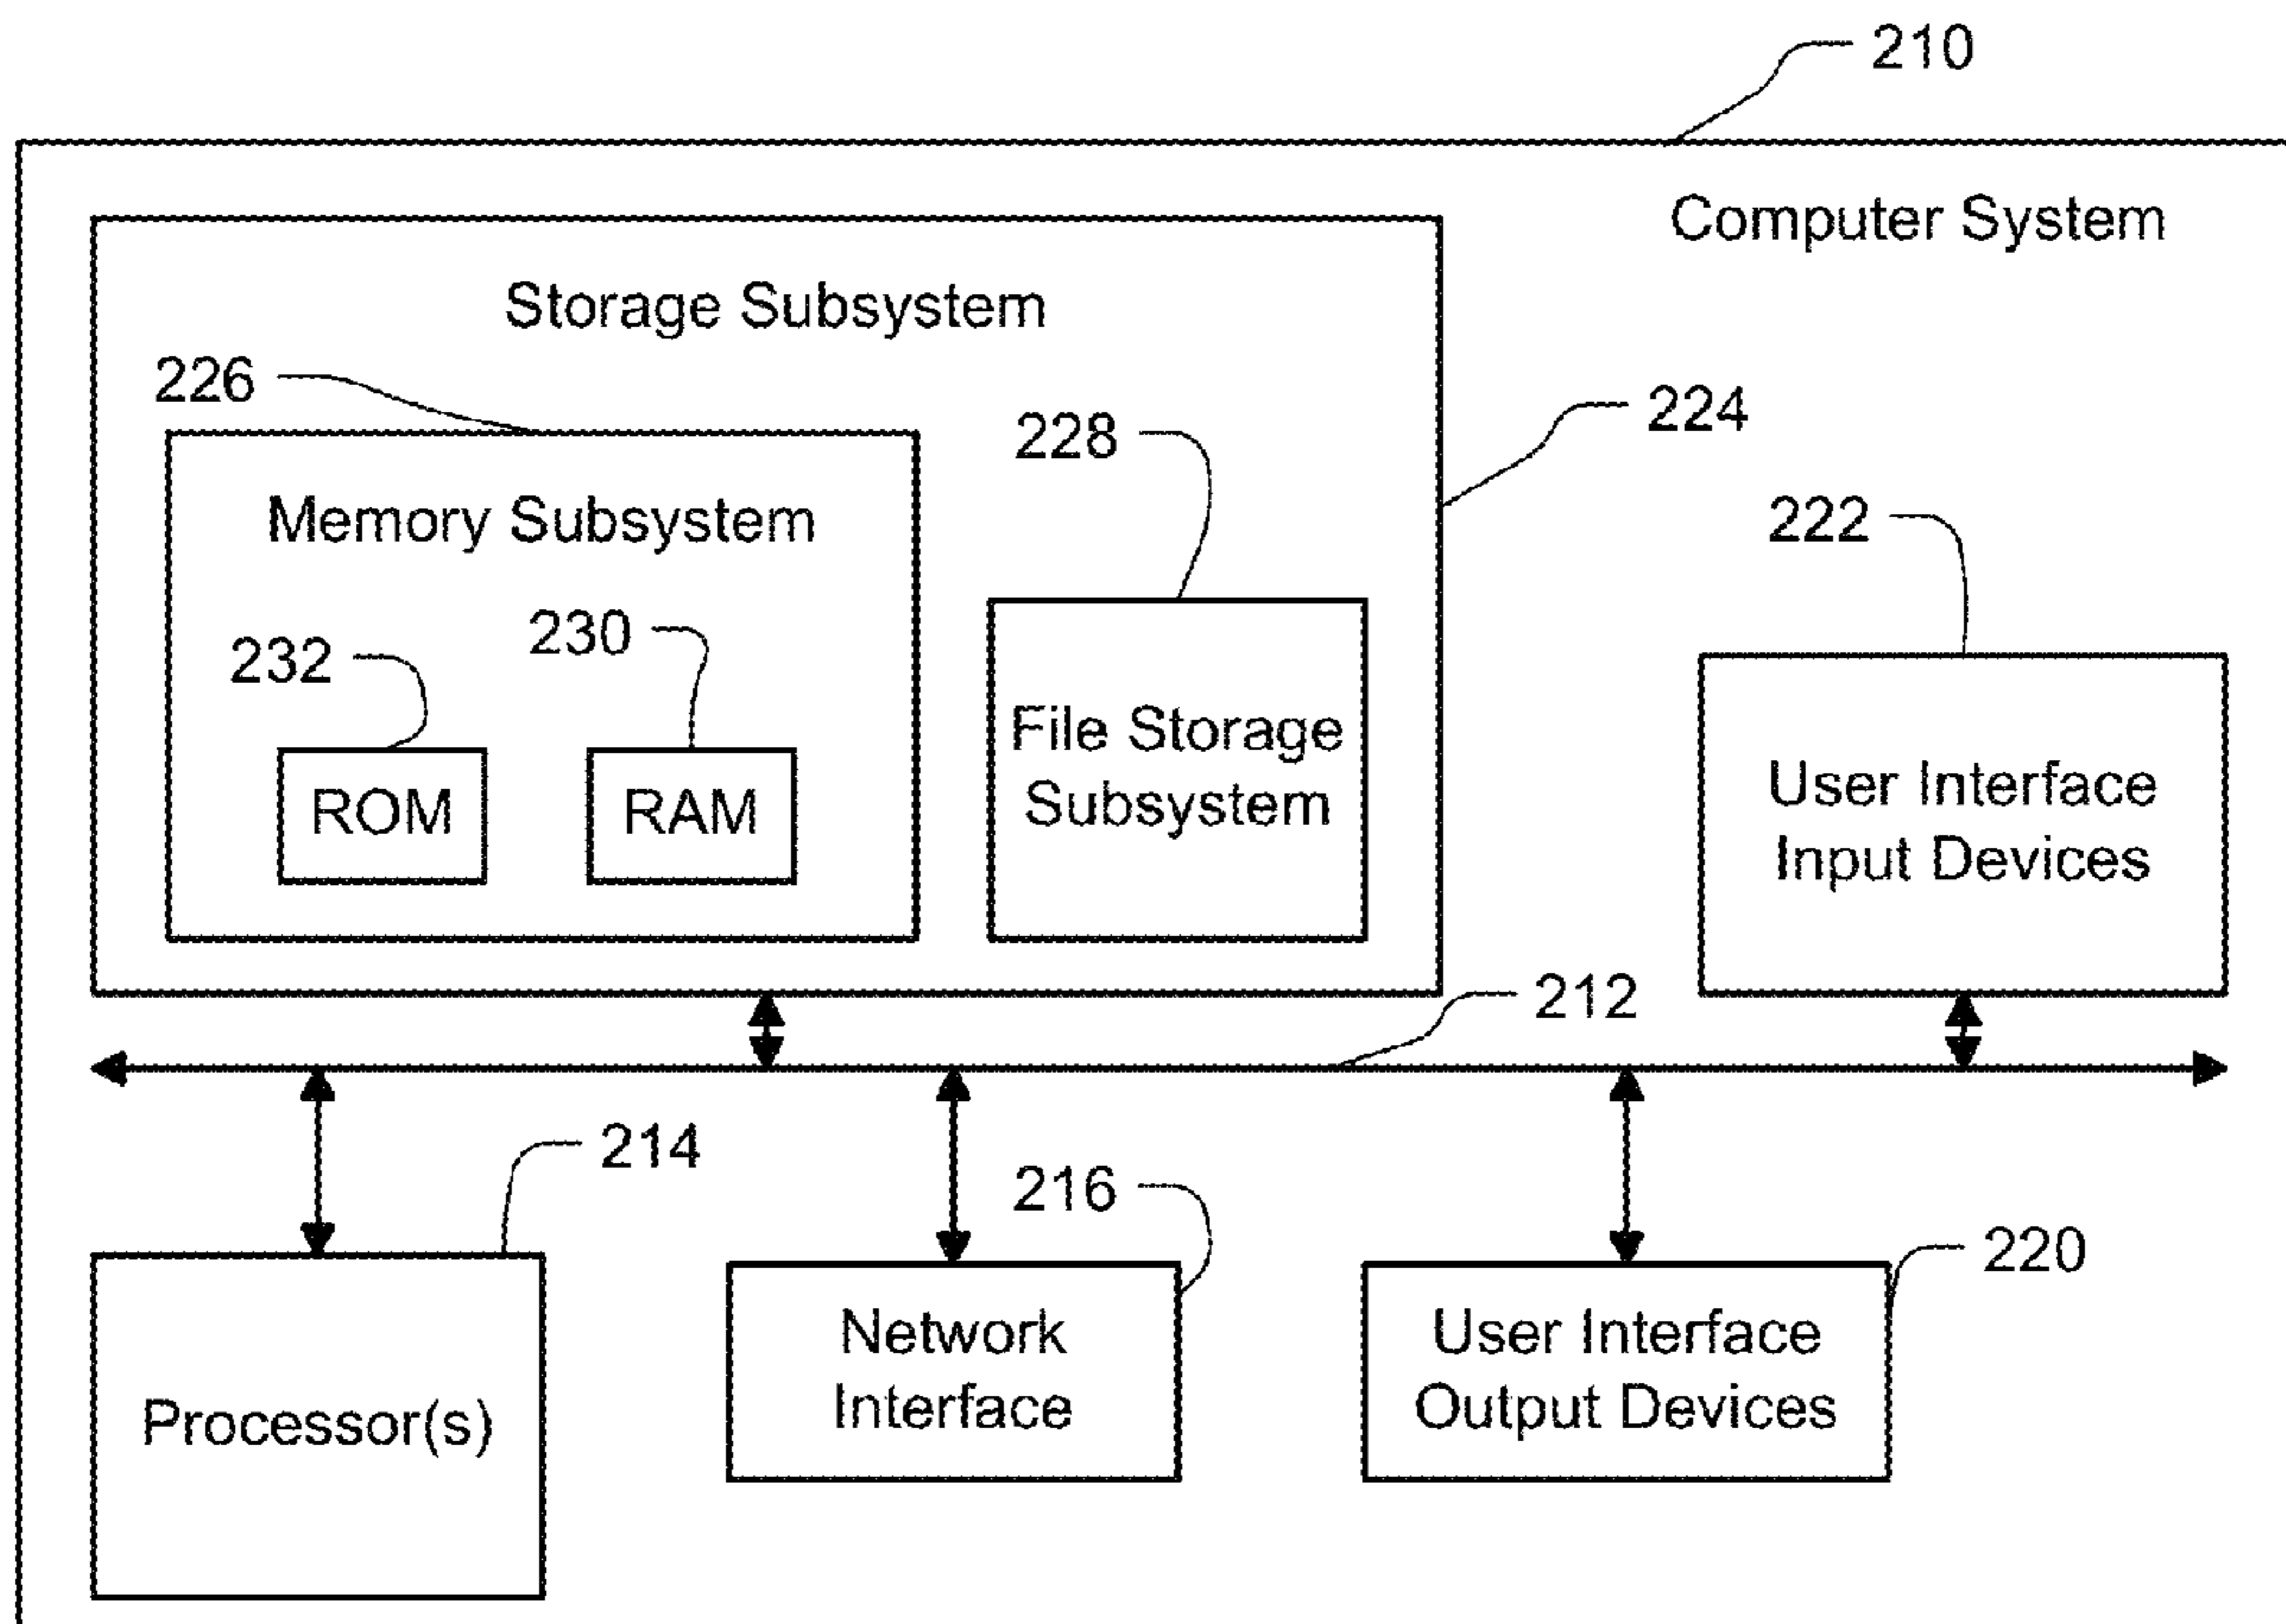 210
Computer System
Storage Subsystem
226
224
228
Memory Subsystem
222
232
230
File Storage
Subsystem
ROM
RAM
User Interface
Input Devices
212
214
216
220
Processor(s)
Network
Interface
User Interface
Output Devices